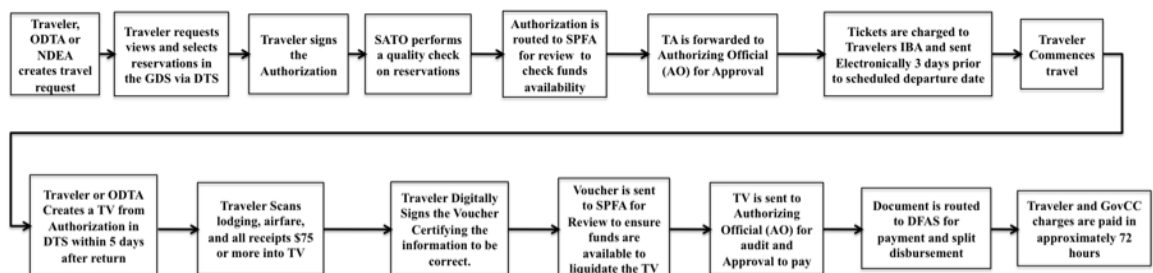 Traveler,
ODTA or
NDEA
creates travel
request
Traveler requests
views and selects
reservations in
the GDS via DTS
Traveler signs
the
Authorization
SATO performs
a quality check
on reservations
Authorization is
routed to SPFA
for review to
check funds
availability
TA is forwarded to
Authorizing Official
(AO) for Approval
Tickets are charged to
Travelers IBA and sent
Electronically 3 days prior
to scheduled departure date
Traveler
Commences
travel
Traveler or ODTA
Creates a TV from
Authorization in
DTS within 5 days
after return
Traveler Scans
lodging, airfare,
and all receipts $75
or more into TV
Traveler Digitally
Signs the Voucher
Certifying the
information to be
correct.
Voucher is sent
to SPFA for
Review to ensure
funds are
available to
liquidate the TV
TV is sent to
Authorizing
Official (AO) for
audit and
Approval to pay
Document is routed
to DFAS for
payment and split
disbursement
Traveler and GovCC
charges are paid in
approximately 72
hours